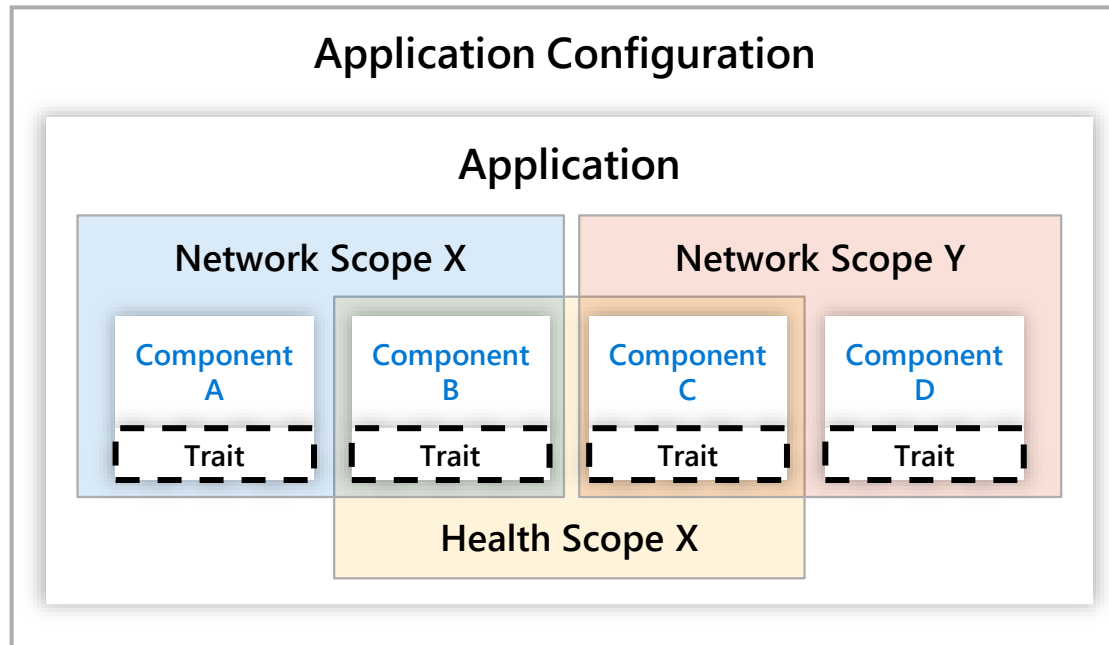 Application Configuration
Application
Network Scope X
Network Scope Y
Component
A
Component
B
Component
C
Component
D
Trait
Trait
Trait
Trait
Health Scope X